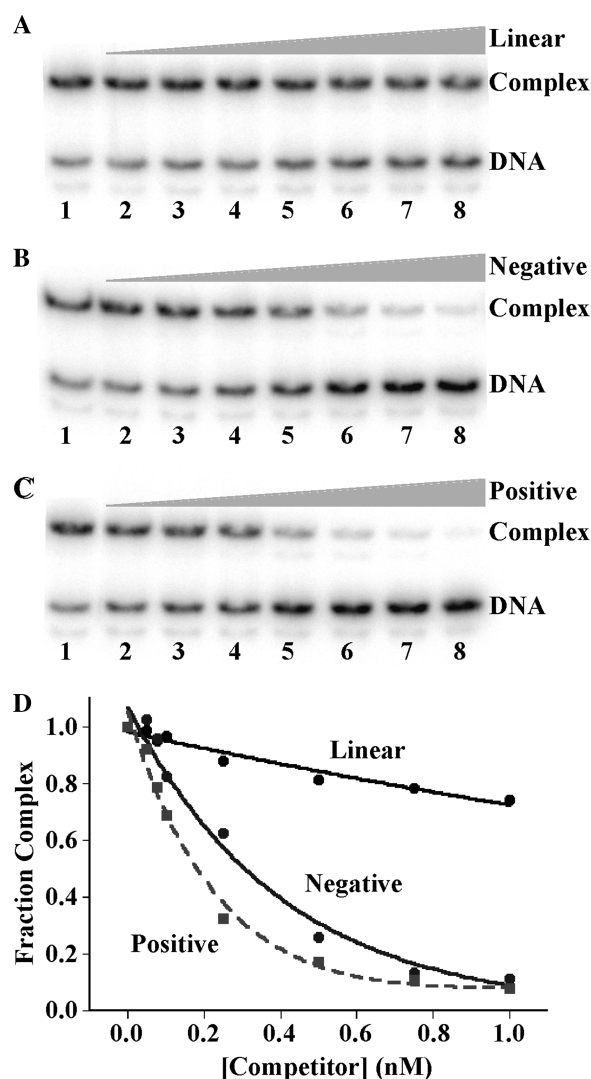 A
Linear
Complex
DNA
1 2 3 4 5 6 7 8
B
Negative
Complex
DNA
1 2 3 4 5 6 7 8
C
Positive
Complex
DNA
1 2 3 4 5 6 7 8
D
Fraction Complex
1.0
0.8
0.6
0.4
0.2
0.0
Linear
Negative
Positive
0.0 0.2 0.4 0.6 0.8 1.0
[Competitor] (nM)